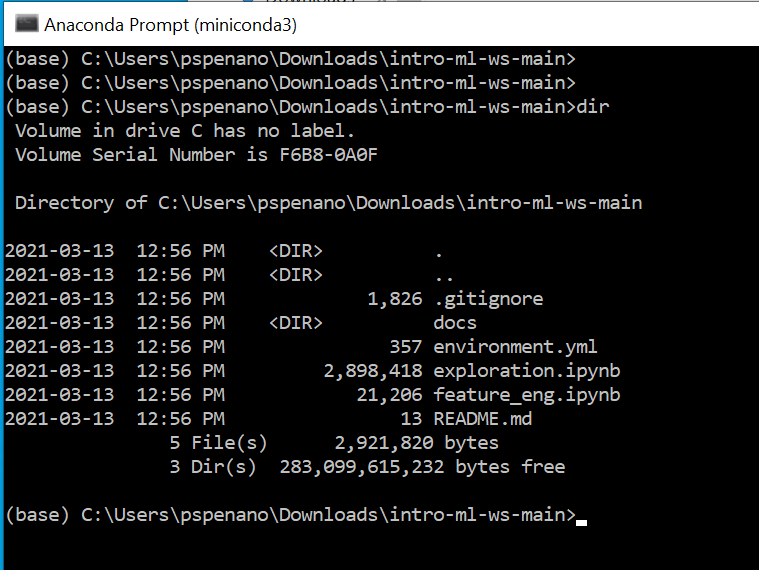 Anaconda Prompt (miniconda3)
(base) C:\Users\pspenano\Downloads\intro-ml-ws-main>
(base) C:\Users\pspenano\Downloads\intro-ml-ws-main>
(base) C:\Users\pspenano\Downloads\intro-ml-ws-main>dir
 Volume in drive C has no label.
 Volume Serial Number is F6B8-0A0F
 Directory of C:\Users\pspenano\Downloads\intro-ml-ws-main
2021-03-13  12:56 PM    <DIR>          .
2021-03-13  12:56 PM    <DIR>          ..
2021-03-13  12:56 PM             1,826 .gitignore
2021-03-13  12:56 PM    <DIR>          docs
2021-03-13  12:56 PM               357 environment.yml
2021-03-13  12:56 PM         2,898,418 exploration.ipynb
2021-03-13  12:56 PM            21,206 feature_eng.ipynb
2021-03-13  12:56 PM                13 README.md
               5 File(s)      2,921,820 bytes
               3 Dir(s)  283,099,615,232 bytes free
(base) C:\Users\pspenano\Downloads\intro-ml-ws-main>